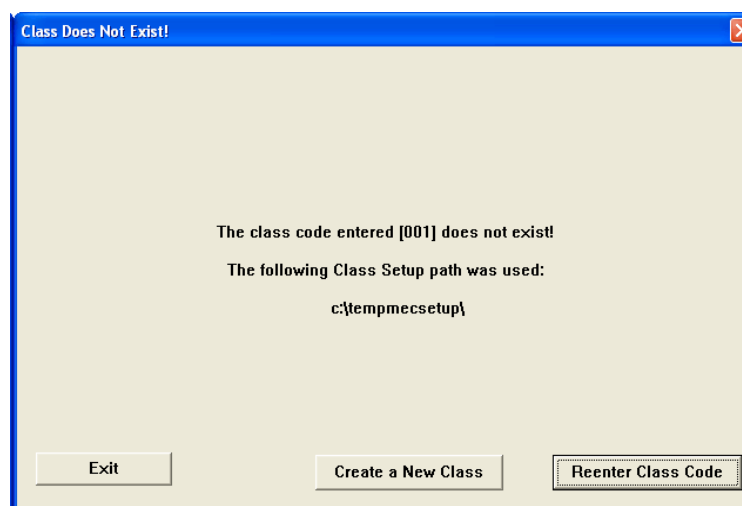 Class Does Not Exist!
The class code entered [001] does not exist!
The following Class Setup path was used:
c:\tempmecsetup\
Exit
Create a New Class
Reenter Class Code